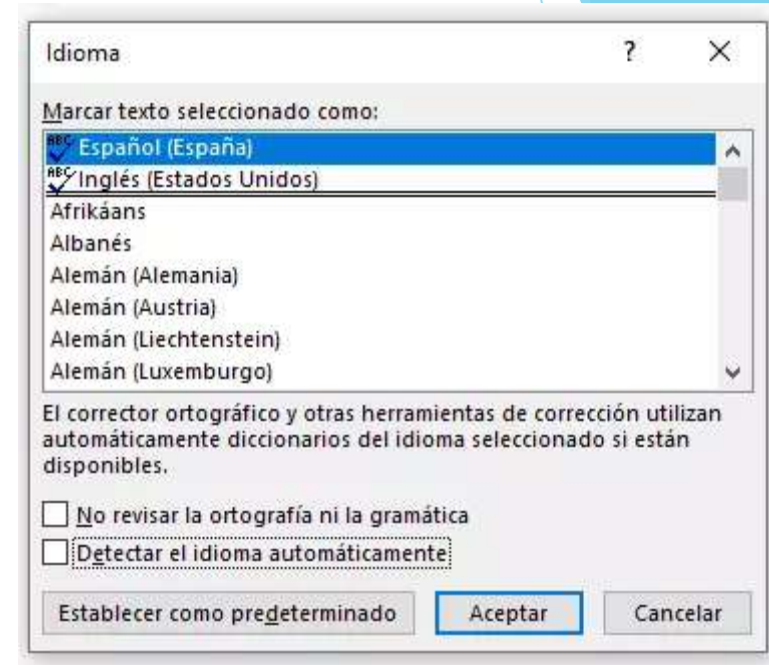 Idioma ? ✕
Marcar texto seleccionado como:
ABC Español (España)
ABC Inglés (Estados Unidos)
Afrikáans
Albanés
Alemán (Alemania)
Alemán (Austria)
Alemán (Liechtenstein)
Alemán (Luxemburgo)
El corrector ortográfico y otras herramientas de corrección utilizan
automáticamente diccionarios del idioma seleccionado si están
disponibles.
No revisar la ortografía ni la gramática
Detectar el idioma automáticamente
Establecer como predeterminado Aceptar Cancelar